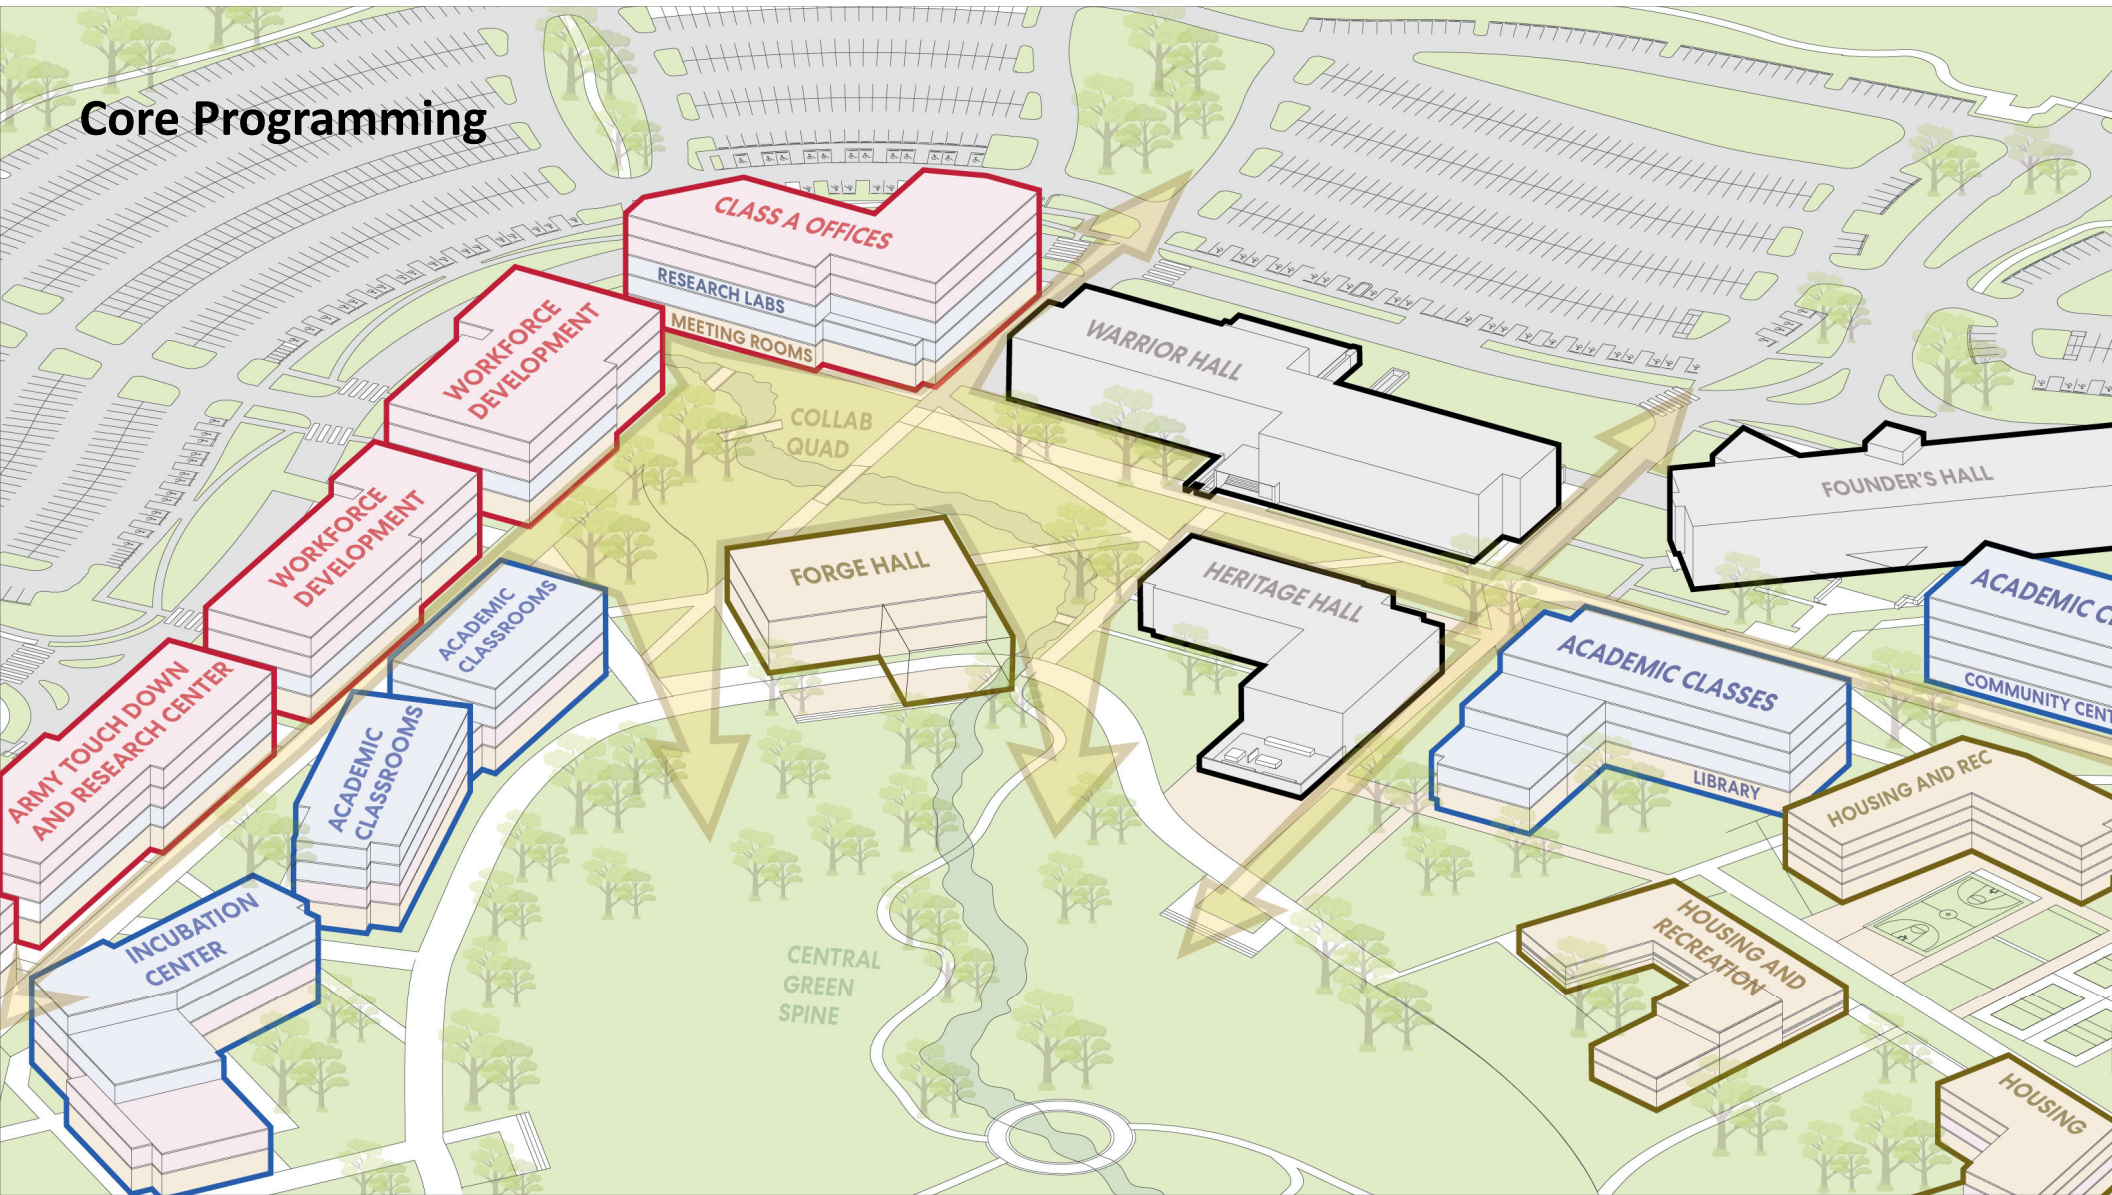 Core Programming
CLASS A OFFICES
RESEARCH LABS
MEETING ROOMS
WORKFORCE
DEVELOPMENT
WARRIOR HALL
COLLAB
QUAD
FOUNDER'S HALL
WORKFORCE
DEVELOPMENT
FORGE HALL
HERITAGE HALL
ACADEMIC
CLASSROOMS
ACADEMIC C
COMMUNITY CENT
ACADEMIC CLASSES
LIBRARY
ARMY TOUCH DOWN
AND RESEARCH CENTER
ACADEMIC
CLASSROOMS
HOUSING AND REC
INCUBATION
CENTER
CENTRAL
GREEN
SPINE
HOUSING AND
RECREATION
HOUSING